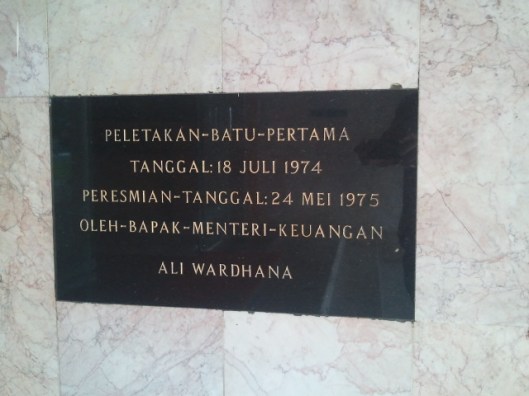 PELETAKAN-BATU-PERTAMA
TANGGAL: 18 JULI 1974
PERESMIAN-TANGGAL: 24 MEI 1975
OLEH-BAPAK-MENTERI-KEUANGAN
ALI WARDHANA